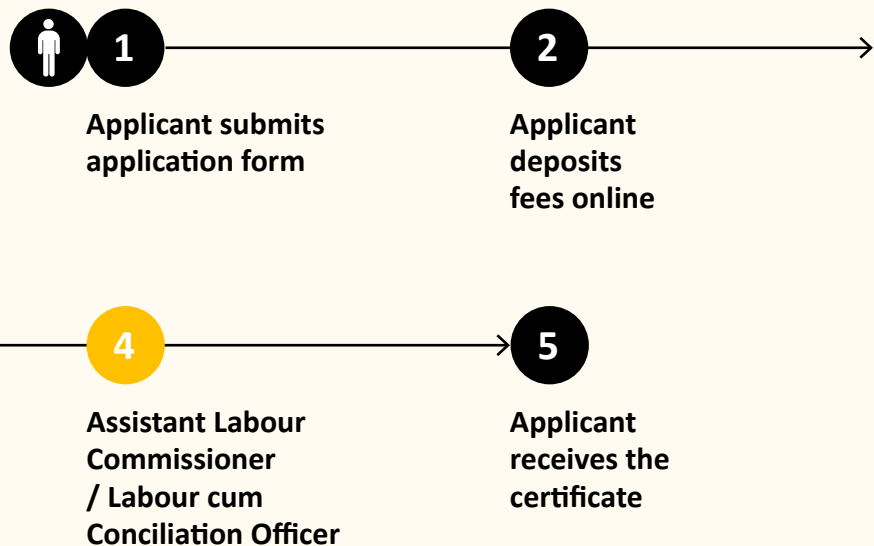 1
Applicant submits
application form
2
Applicant
deposits
fees online
4
Assistant Labour
Commissioner
/ Labour cum
Conciliation Officer
5
Applicant
receives the
certificate